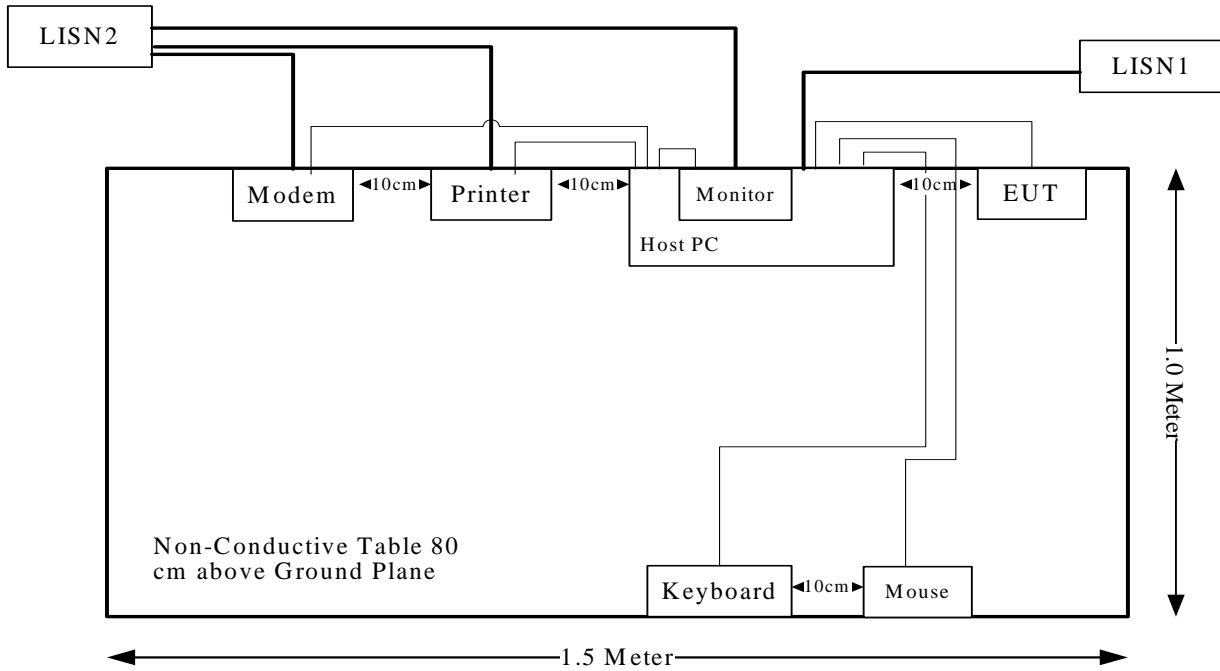 LISN2
LISN1
10cm
10cm
10cm
Modem
Printer
Monitor
EUT
Host PC
1.0 Meter
Non-Conductive Table 80
cm above Ground Plane
Keyboard
10cm
Mouse
1.5 Meter